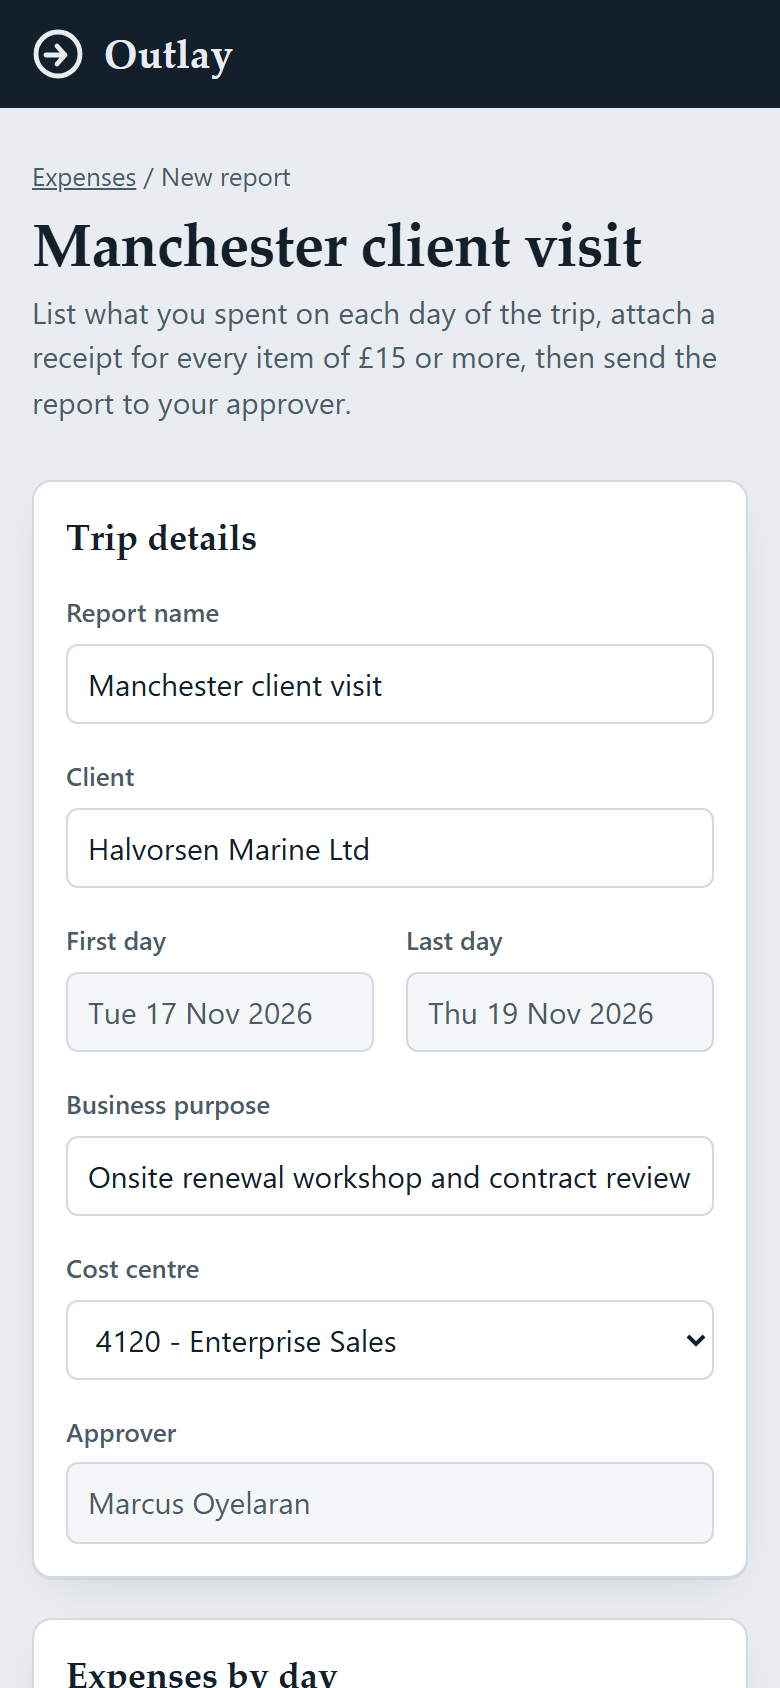 Outlay
Expenses / New report
Manchester client visit
List what you spent on each day of the trip, attach a
receipt for every item of £15 or more, then send the
report to your approver.
Trip details
Report name
Manchester client visit
Client
Halvorsen Marine Ltd
First day
Last day
Tue 17 Nov 2026
Thu 19 Nov 2026
Business purpose
Onsite renewal workshop and contract review
Cost centre
4120 - Enterprise Sales
Approver
Marcus Oyelaran
Expenses by day